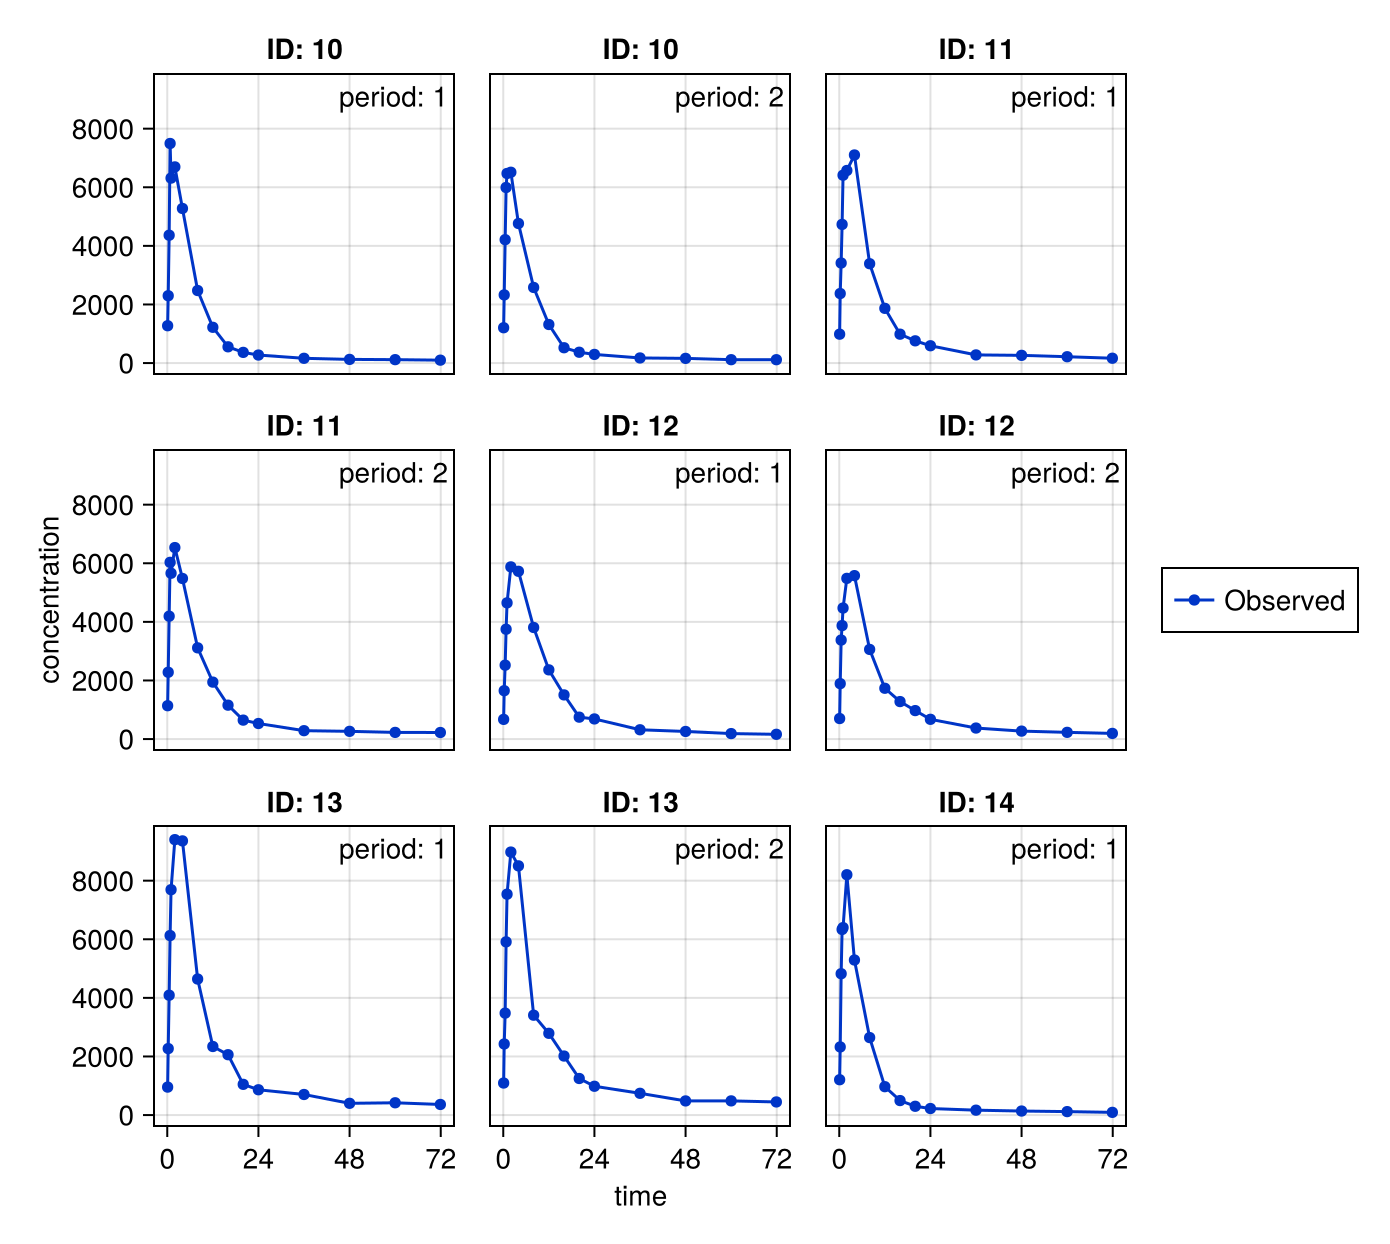 ID: 10
ID: 10
ID: 11
period: 1
period: 2
period: 1
8000
6000
4000
2000
0
ID: 11
ID: 12
ID: 12
period: 2
period: 1
period: 2
8000
6000
4000
2000
0
concentration
Observed
ID: 13
ID: 13
ID: 14
period: 1
period: 2
period: 1
8000
6000
4000
2000
0
0 24 48 72
0 24 48 72
0 24 48 72
time